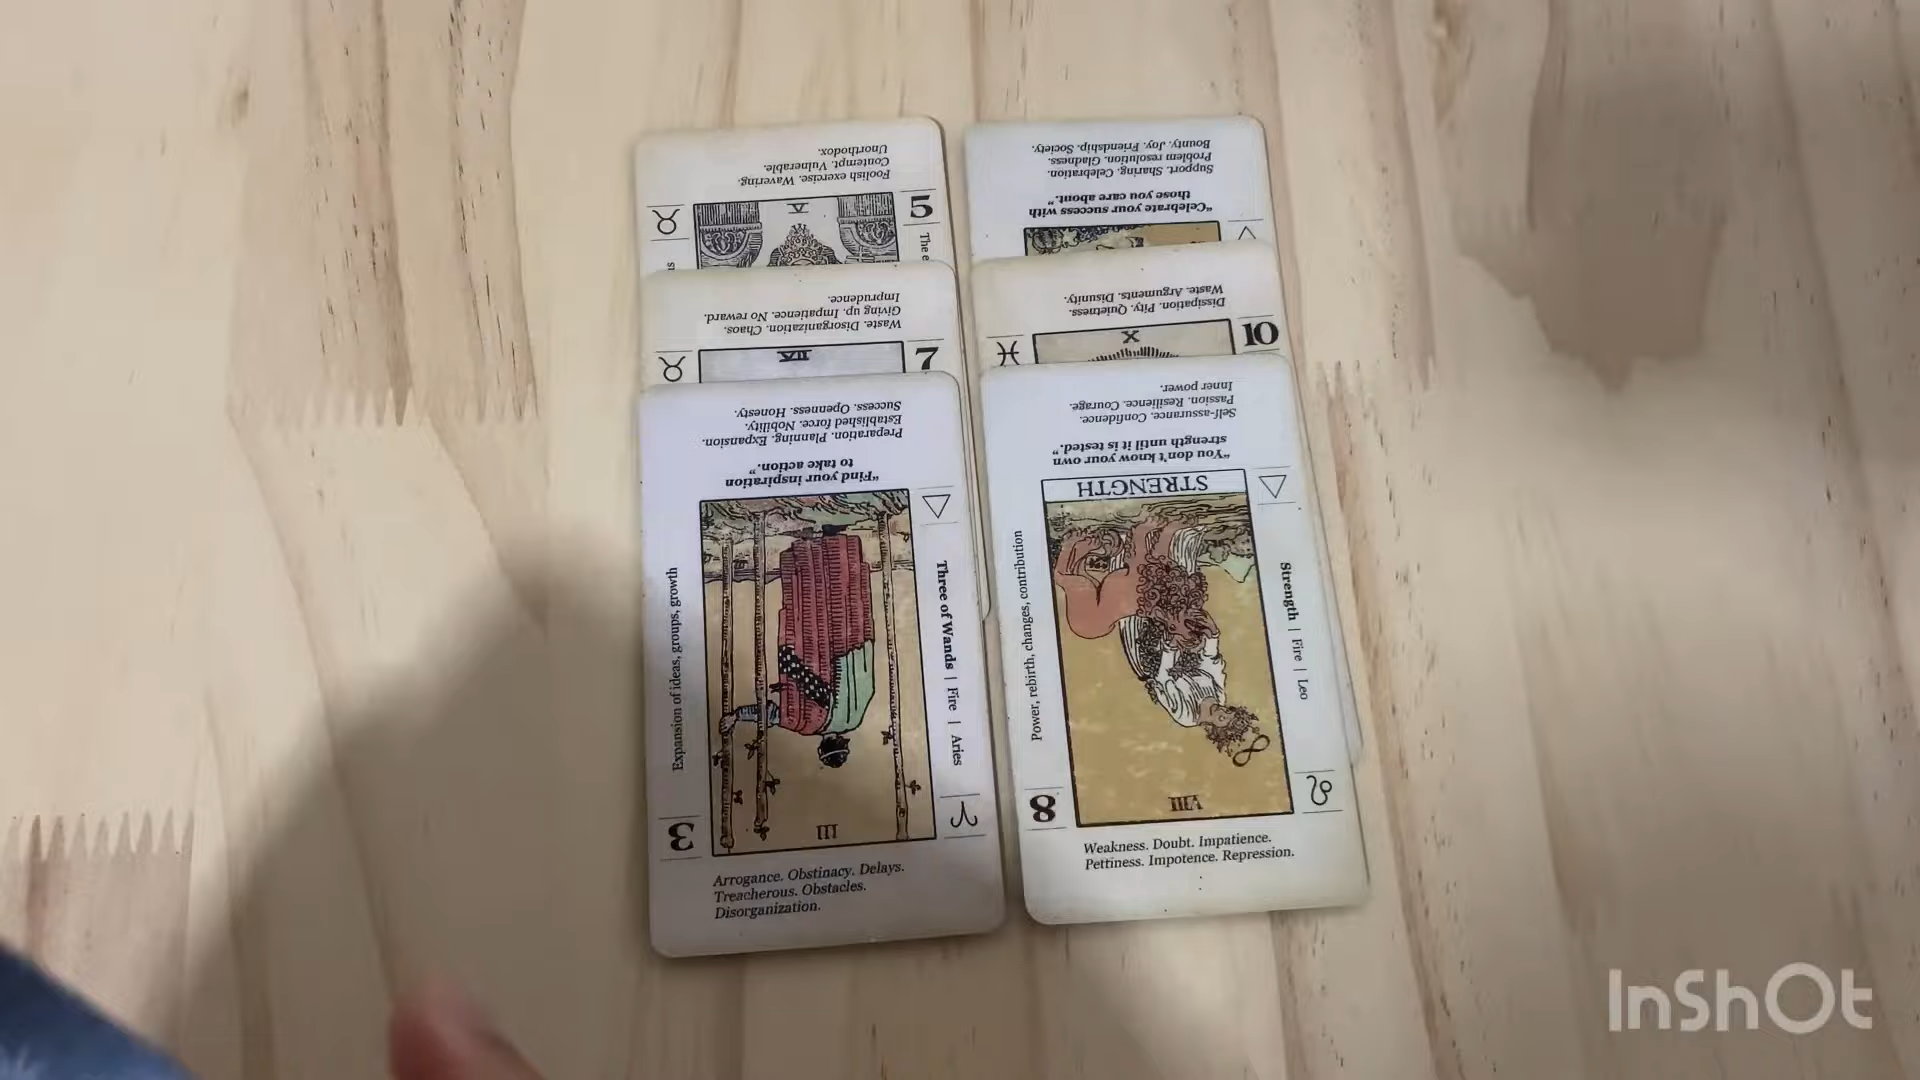 Foolish exercise. Wavering.
Contempt. Vulnerable.
Unorthodox.
5
V
The e
Waste. Disorganization. Chaos.
Giving up. Impatience. No reward.
Imprudence.
7
VII
"Find your inspiration
to take action."
Preparation. Planning. Expansion.
Established force. Nobility.
Success. Openness. Honesty.
Three of Wands | Fire | Aries
Expansion of ideas, groups, growth
III
3
Arrogance. Obstinacy. Delays.
Treacherous. Obstacles.
Disorganization.
"Celebrate your success with
those you care about."
Support. Sharing. Celebration.
Problem resolution. Gladness.
Bounty. Joy. Friendship. Society.
Dissipation. Pity. Quietness.
Waste. Arguments. Disunity.
10
X
"You don't know your own
strength until it is tested."
Self-assurance. Confidence.
Passion. Resilience. Courage.
Inner power.
STRENGTH
Strength | Fire | Leo
Power, rebirth, changes, contribution
VIII
8
Weakness. Doubt. Impatience.
Pettiness. Impotence. Repression.
InShOt